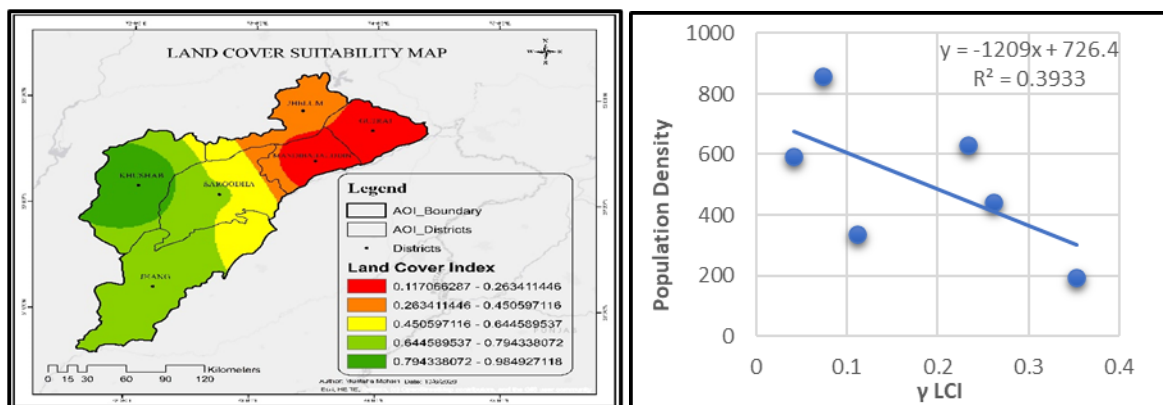 LAND COVER SUITABILITY MAP
N
W
E
S
JHELUM
GUJRAT
KHUSHAB
SARGODHA
JHANG
Legend
AOI_Boundary
AOI_Districts
Districts
Land Cover Index
0.117066287 - 0.263411446
0.263411446 - 0.450597116
0.450597116 - 0.644589537
0.644589537 - 0.794338072
0.794338072 - 0.984927118
PUNJAB
Kilometers
0 15 30 60 90 120
y = -1209x + 726.4
R² = 0.3933
Population Density
1000
800
600
400
200
0
0 0.1 0.2 0.3 0.4
γ LCI